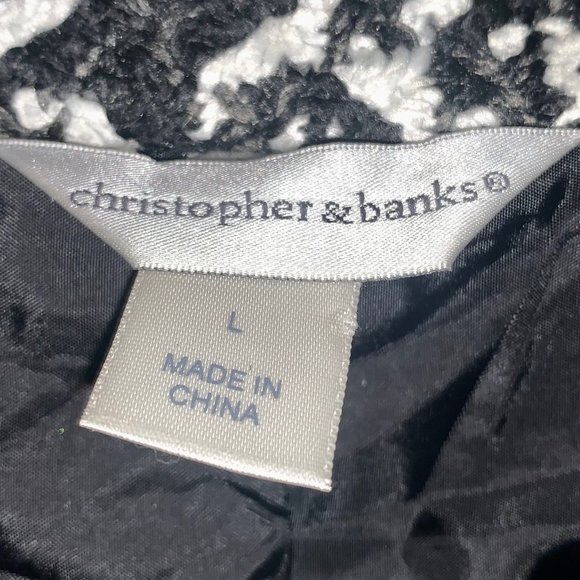 christopher & banks®
L
MADE IN
CHINA